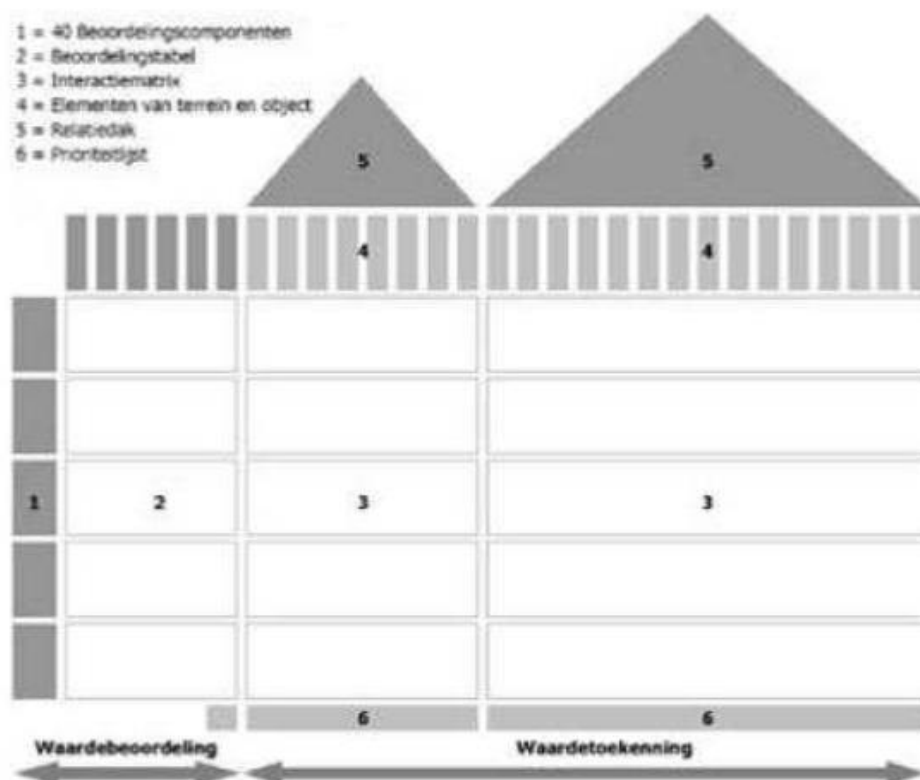 1 = 40 Beoordelingscomponenten
2 = Beoordelingstabel
3 = Interactiematrix
4 = Elementen van terrein en object
5 = Relatiedak
6 = Prioriteitlijst
5
5
4
4
1
2
3
3
6
6
Waardebeoordeling
Waardetoekenning